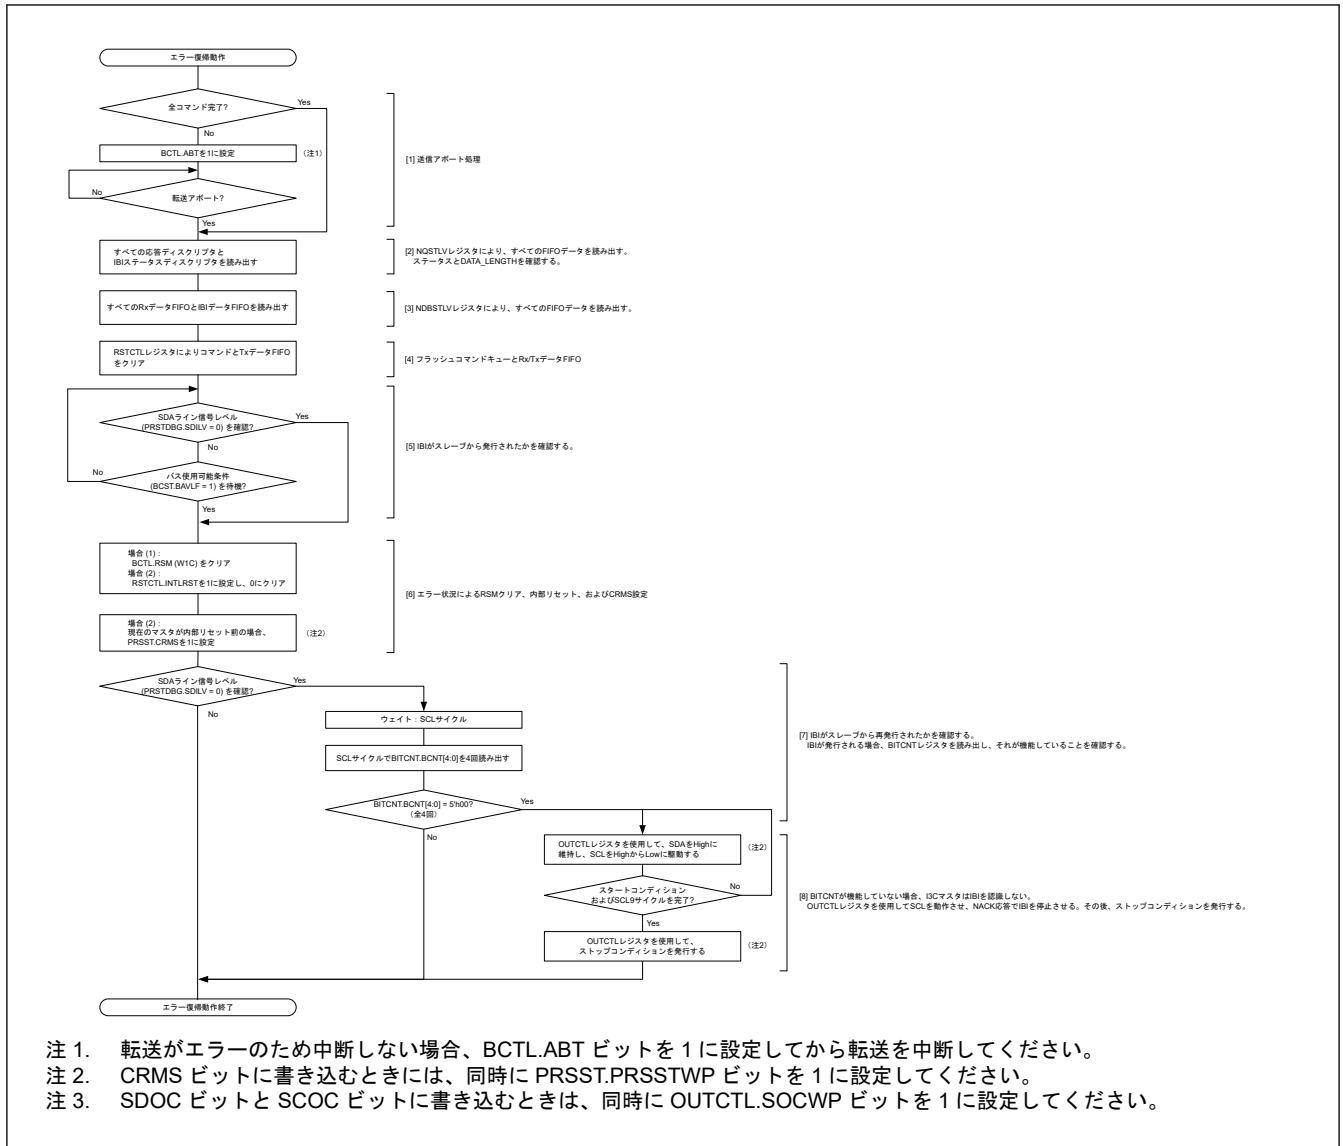 エラー復帰動作
全コマンド完了?
Yes
No
BCTL.ABTを1に設定
（注1）
[1] 送信アボート処理
No
転送アボート?
Yes
すべての応答ディスクリプタと
IBIステータスディスクリプタを読み出す
[2] NQSTLVレジスタにより、すべてのFIFOデータを読み出す。
ステータスとDATA_LENGTHを確認する。
すべてのRxデータFIFOとIBIデータFIFOを読み出す
[3] NDBSTLVレジスタにより、すべてのFIFOデータを読み出す。
RSTCTLレジスタによりコマンドとTxデータFIFO
をクリア
[4] フラッシュコマンドキューとRx/TxデータFIFO
SDAライン信号レベル
(PRSTDBG.SDILV = 0) を確認?
Yes
No
[5] IBIがスレーブから発行されたかを確認する。
No
バス使用可能条件
(BCST.BAVLF = 1) を待機?
Yes
場合 (1) :
BCTL.RSM (W1C) をクリア
場合 (2) :
RSTCTL.INTLRSTを1に設定し、0にクリア
[6] エラー状況によるRSMクリア、内部リセット、およびCRMS設定
場合 (2) :
現在のマスタが内部リセット前の場合、
PRSST.CRMSを1に設定
（注2）
SDAライン信号レベル
(PRSTDBG.SDILV = 0) を確認?
Yes
No
ウェイト : SCLサイクル
[7] IBIがスレーブから再発行されたかを確認する。
IBIが発行される場合、BITCNTレジスタを読み出し、それが機能していることを確認する。
SCLサイクルでBITCNT.BCNT[4:0]を4回読み出す
BITCNT.BCNT[4:0] = 5'h00?
（全4回）
Yes
No
OUTCTLレジスタを使用して、SDAをHighに
維持し、SCLをHighからLowに駆動する
（注2）
スタートコンディション
およびSCL9サイクルを完了?
No
Yes
[8] BITCNTが機能していない場合、I3CマスタはIBIを認識しない。
OUTCTLレジスタを使用してSCLを動作させ、NACK応答でIBIを停止させる。その後、ストップコンディションを発行する。
OUTCTLレジスタを使用して、
ストップコンディションを発行する
（注2）
エラー復帰動作終了
注 1. 転送がエラーのため中断しない場合、BCTL.ABT ビットを 1 に設定してから転送を中断してください。
注 2. CRMS ビットに書き込むときには、同時に PRSST.PRSSTWP ビットを 1 に設定してください。
注 3. SDOC ビットと SCOC ビットに書き込むときは、同時に OUTCTL.SOCWP ビットを 1 に設定してください。